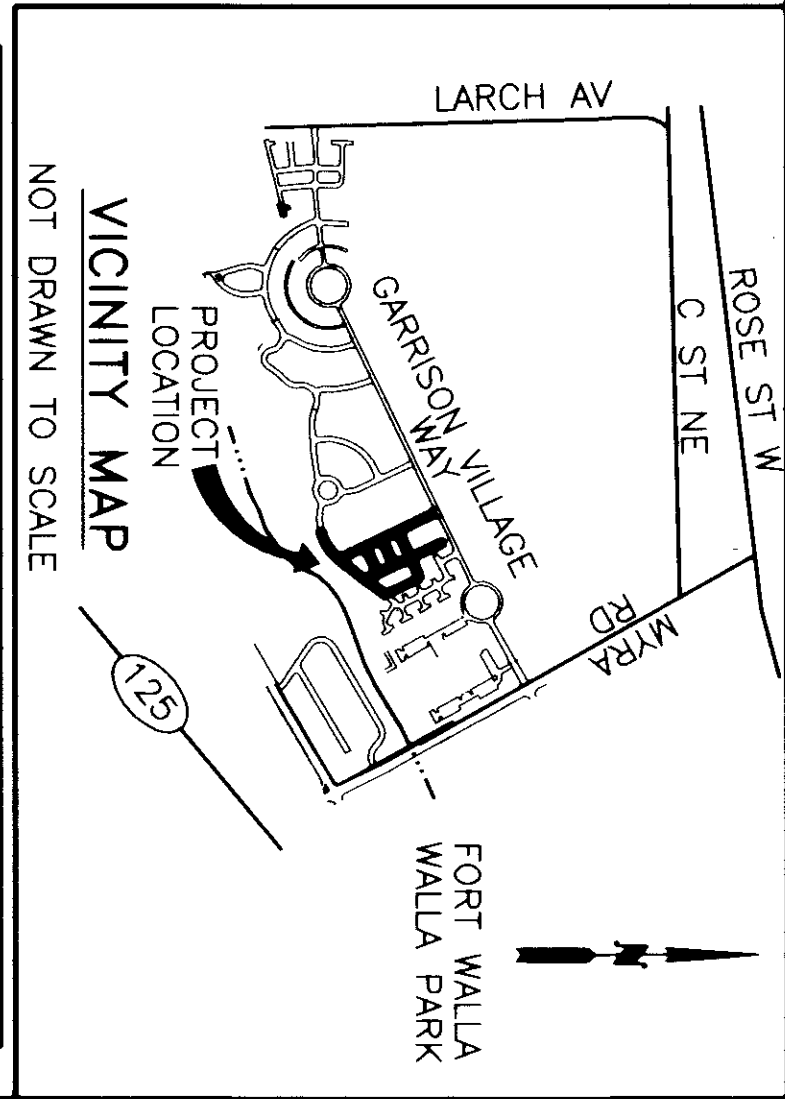 LARCH AV
ROSE ST W
C ST NE
GARRISON VILLAGE
WAY
MYRA
RD
PROJECT
LOCATION
125
FORT WALLA
WALLA PARK
N
VICINITY MAP
NOT DRAWN TO SCALE